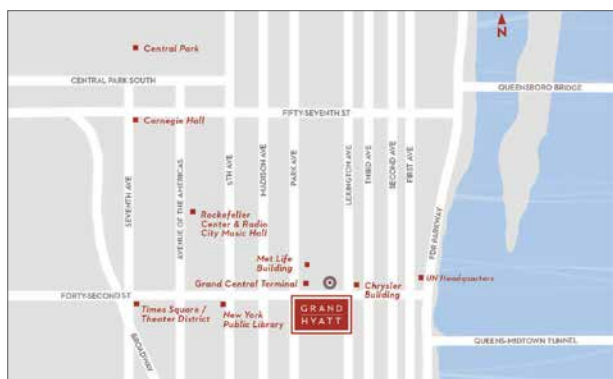 N
Central Park
CENTRAL PARK SOUTH
QUEENSBORO BRIDGE
FIFTY-SEVENTH ST
Carnegie Hall
SEVENTH AVE
AVENUE OF THE AMERICAS
5TH AVE
MADISON AVE
PARK AVE
LEXINGTON AVE
THIRD AVE
SECOND AVE
FIRST AVE
FDR PARKWAY
Rockefeller
Center & Radio
City Music Hall
Met Life
Building
Grand Central Terminal
Chrysler
Building
UN Headquarters
FORTY-SECOND ST
Times Square /
Theater District
New York
Public Library
GRAND
HYATT
BROADWAY
QUEENS-MIDTOWN TUNNEL